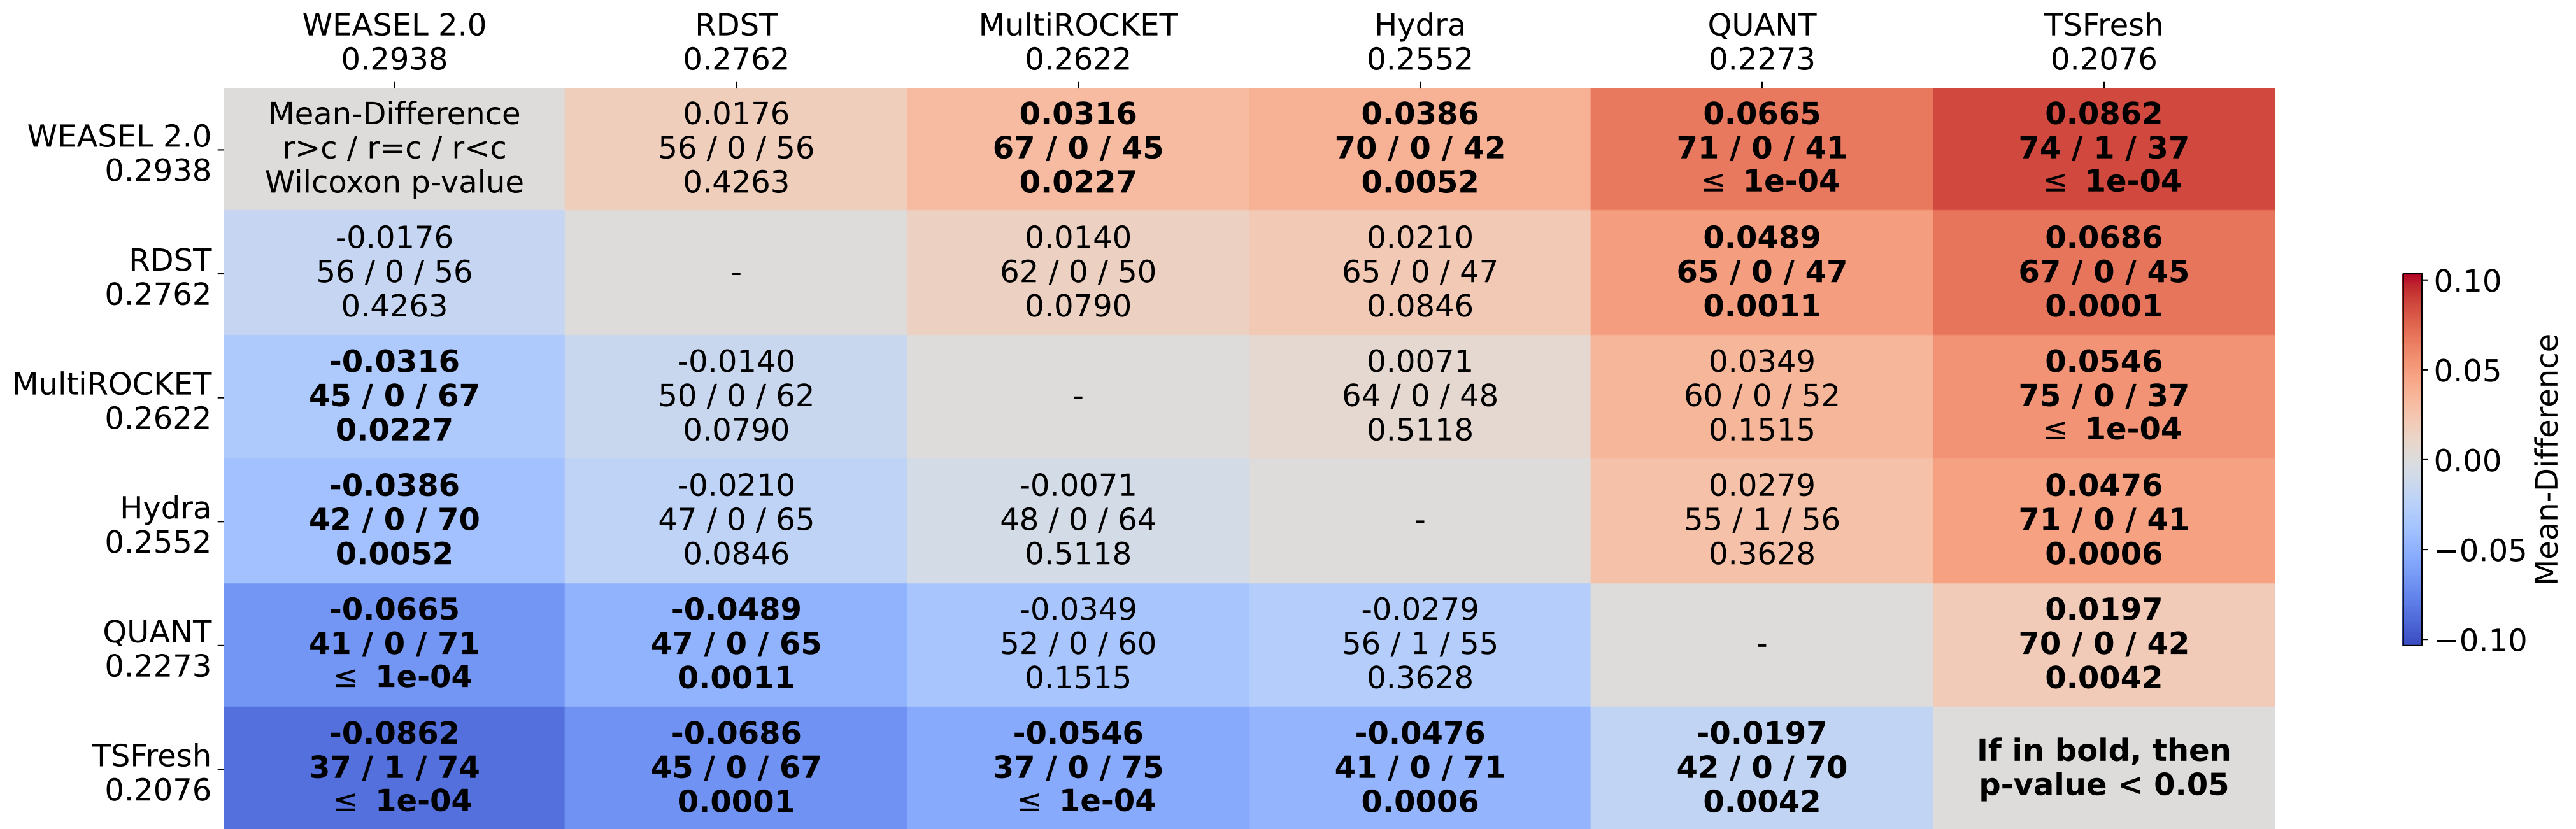 WEASEL 2.0 RDST MultiROCKET Hydra QUANT TSFresh
0.2938 0.2762 0.2622 0.2552 0.2273 0.2076
WEASEL 2.0
0.2938
Mean-Difference
r>c / r=c / r<c
Wilcoxon p-value
0.0176
56 / 0 / 56
0.4263
0.0316
67 / 0 / 45
0.0227
0.0386
70 / 0 / 42
0.0052
0.0665
71 / 0 / 41
≤ 1e-04
0.0862
74 / 1 / 37
≤ 1e-04
RDST
0.2762
-0.0176
56 / 0 / 56
0.4263
-
0.0140
62 / 0 / 50
0.0790
0.0210
65 / 0 / 47
0.0846
0.0489
65 / 0 / 47
0.0011
0.0686
67 / 0 / 45
0.0001
MultiROCKET
0.2622
-0.0316
45 / 0 / 67
0.0227
-0.0140
50 / 0 / 62
0.0790
-
0.0071
64 / 0 / 48
0.5118
0.0349
60 / 0 / 52
0.1515
0.0546
75 / 0 / 37
≤ 1e-04
Hydra
0.2552
-0.0386
42 / 0 / 70
0.0052
-0.0210
47 / 0 / 65
0.0846
-0.0071
48 / 0 / 64
0.5118
-
0.0279
55 / 1 / 56
0.3628
0.0476
71 / 0 / 41
0.0006
QUANT
0.2273
-0.0665
41 / 0 / 71
≤ 1e-04
-0.0489
47 / 0 / 65
0.0011
-0.0349
52 / 0 / 60
0.1515
-0.0279
56 / 1 / 55
0.3628
-
0.0197
70 / 0 / 42
0.0042
TSFresh
0.2076
-0.0862
37 / 1 / 74
≤ 1e-04
-0.0686
45 / 0 / 67
0.0001
-0.0546
37 / 0 / 75
≤ 1e-04
-0.0476
41 / 0 / 71
0.0006
-0.0197
42 / 0 / 70
0.0042
If in bold, then
p-value < 0.05
0.10
0.05
0.00
−0.05
−0.10
Mean-Difference